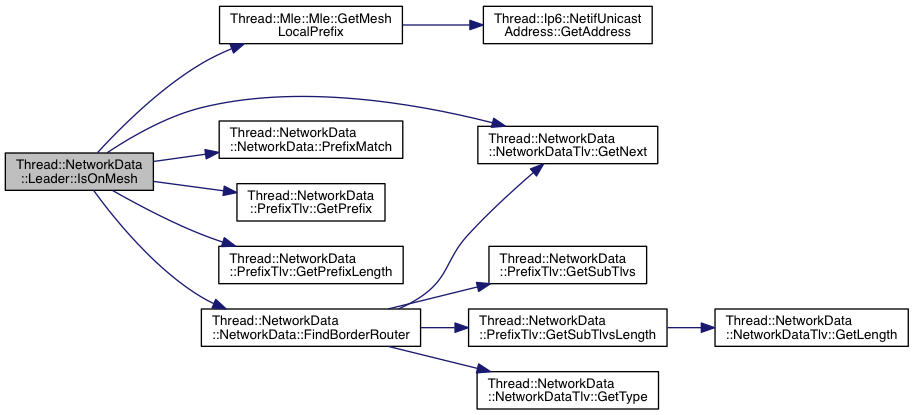 Thread::Mle::Mle::GetMesh
LocalPrefix
Thread::Ip6::NetifUnicast
Address::GetAddress
Thread::NetworkData
::NetworkData::PrefixMatch
Thread::NetworkData
::NetworkDataTlv::GetNext
Thread::NetworkData
::Leader::IsOnMesh
Thread::NetworkData
::PrefixTlv::GetPrefix
Thread::NetworkData
::PrefixTlv::GetPrefixLength
Thread::NetworkData
::PrefixTlv::GetSubTlvs
Thread::NetworkData
::NetworkData::FindBorderRouter
Thread::NetworkData
::PrefixTlv::GetSubTlvsLength
Thread::NetworkData
::NetworkDataTlv::GetLength
Thread::NetworkData
::NetworkDataTlv::GetType